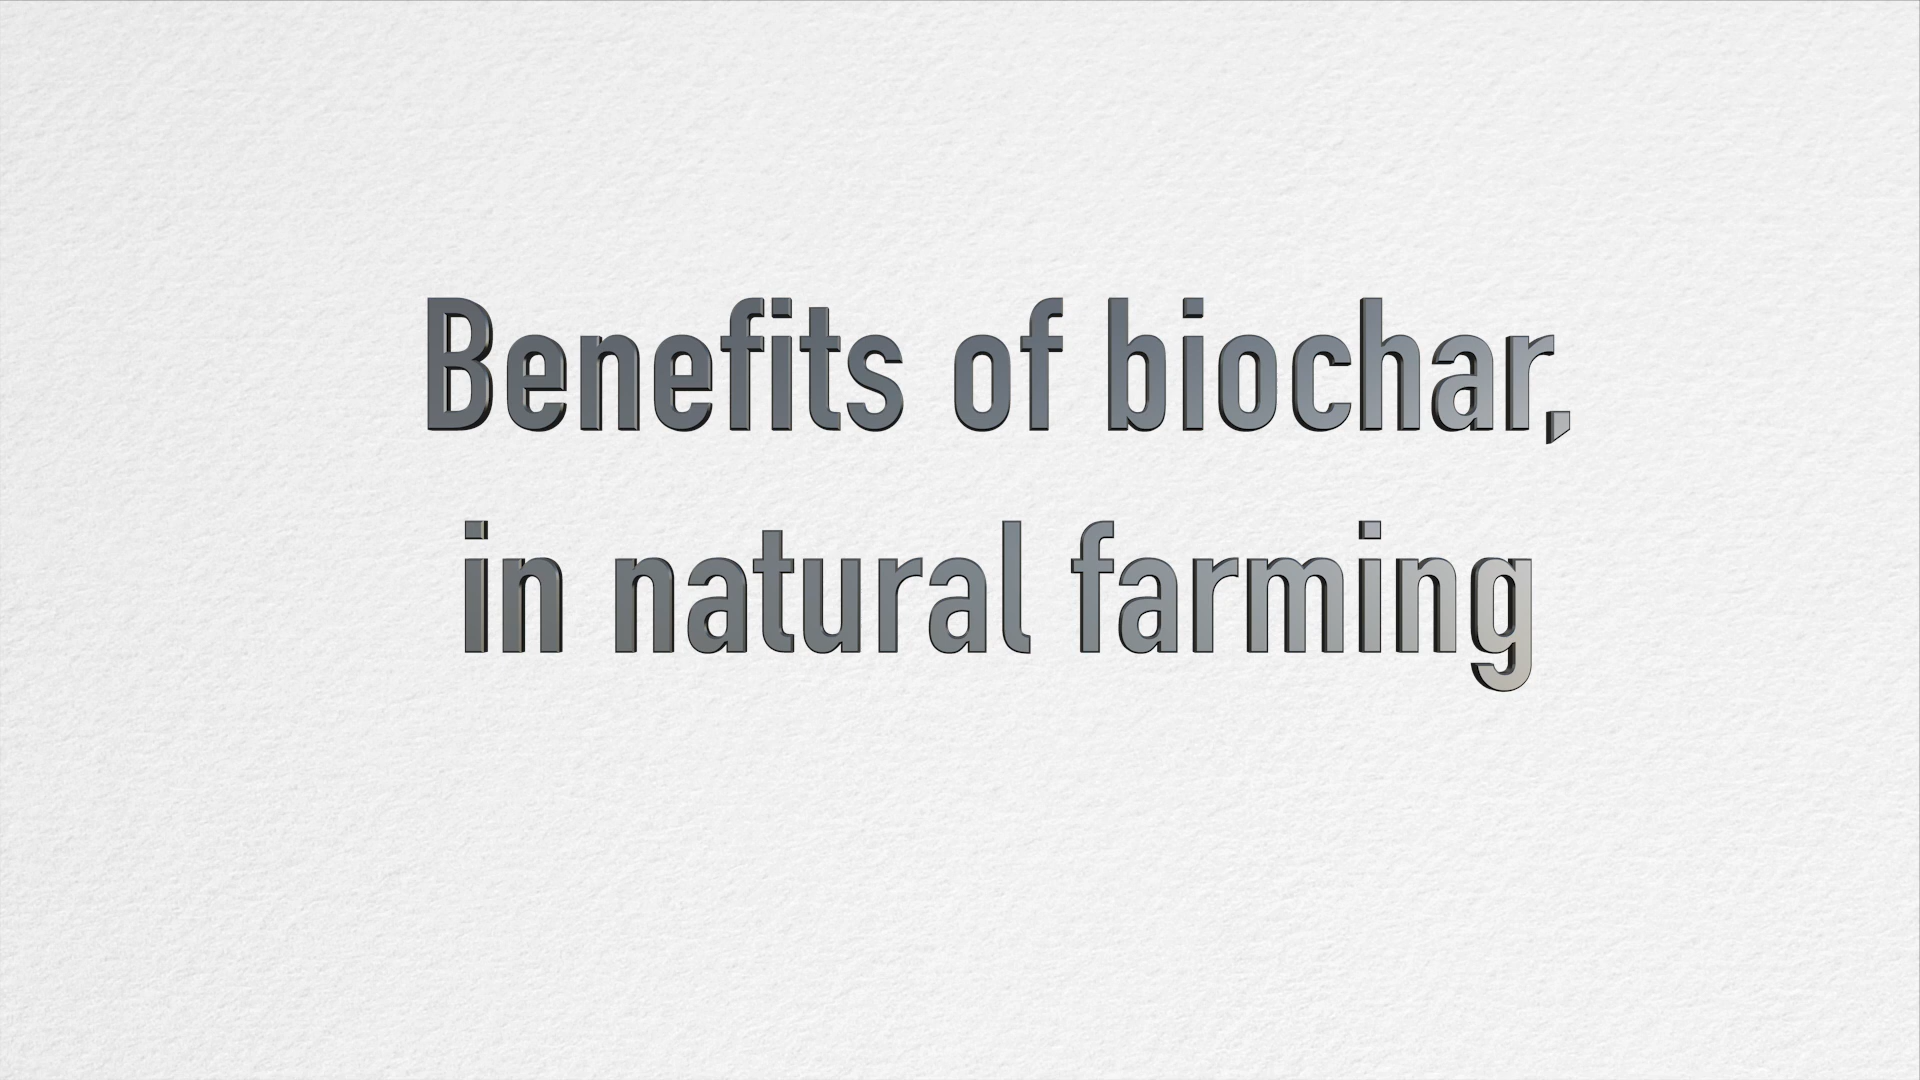 Benefits of biochar,
in natural farming